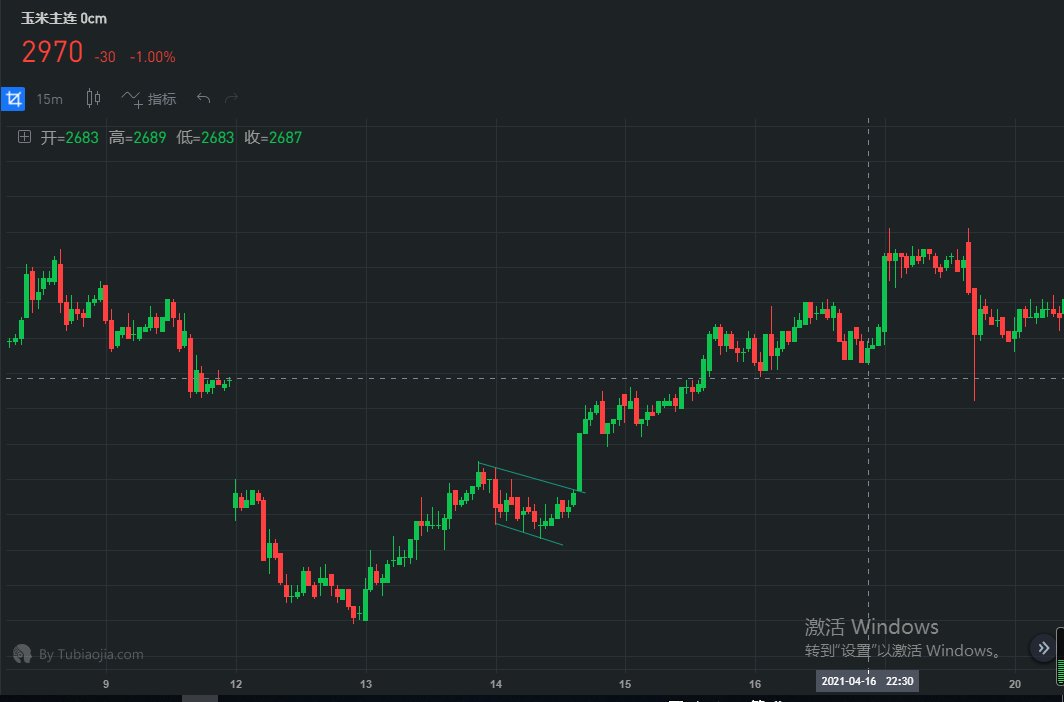 玉米主连 0cm
2970 -30 -1.00%
15m 指标
开=2683 高=2689 低=2683 收=2687
激活 Windows
转到"设置"以激活 Windows。
By Tubiaojia.com
9 12 13 14 15 16 2021-04-16 22:30 20